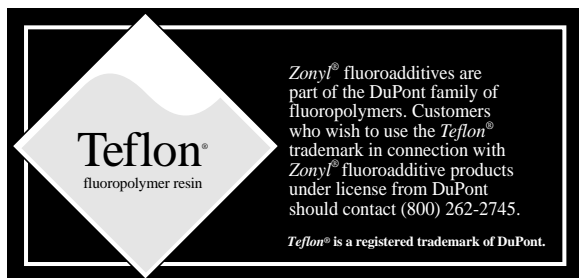 Teflon®
fluoropolymer resin
Zonyl® fluoroadditives are
part of the DuPont family of
fluoropolymers. Customers
who wish to use the Teflon®
trademark in connection with
Zonyl® fluoroadditive products
under license from DuPont
should contact (800) 262-2745.
Teflon® is a registered trademark of DuPont.